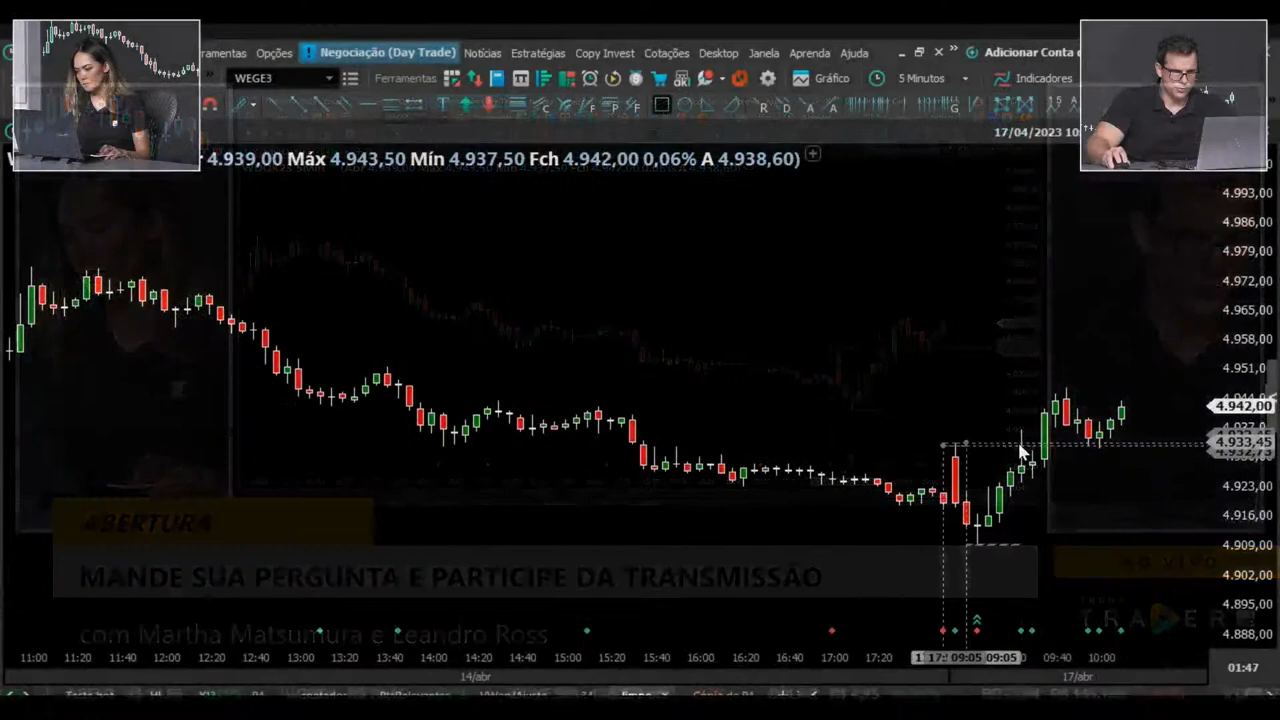 rramentas Opções ! Negociação (Day Trade) Notícias Estratégias Copy Invest Cotações Desktop Janela Aprenda Ajuda Adicionar Conta d
WEGE3 Ferramentas Gráfico 5 Minutos Indicadores
17/04/2023 10:
r 4.939,00 Máx 4.943,50 Mín 4.937,50 Fch 4.942,00 0,06% A 4.938,60)
4.993,00
4.986,00
4.979,00
4.972,00
4.965,00
4.958,00
4.951,00
4.942,00
4.933,45
4.923,00
4.916,00
4.909,00
4.902,00
4.895,00
4.888,00
ABERTURA
MANDE SUA PERGUNTA E PARTICIPE DA TRANSMISSÃO
com Martha Matsumura e Leandro Ross
AO VIVO
TRADER
11:00 11:20 11:40 12:00 12:20 12:40 13:00 13:20 13:40 14:00 14:20 14:40 15:00 15:20 15:40 16:00 16:20 16:40 17:00 17:20 09:05 09:05 09:40 10:00
14/abr 17/abr
01:47